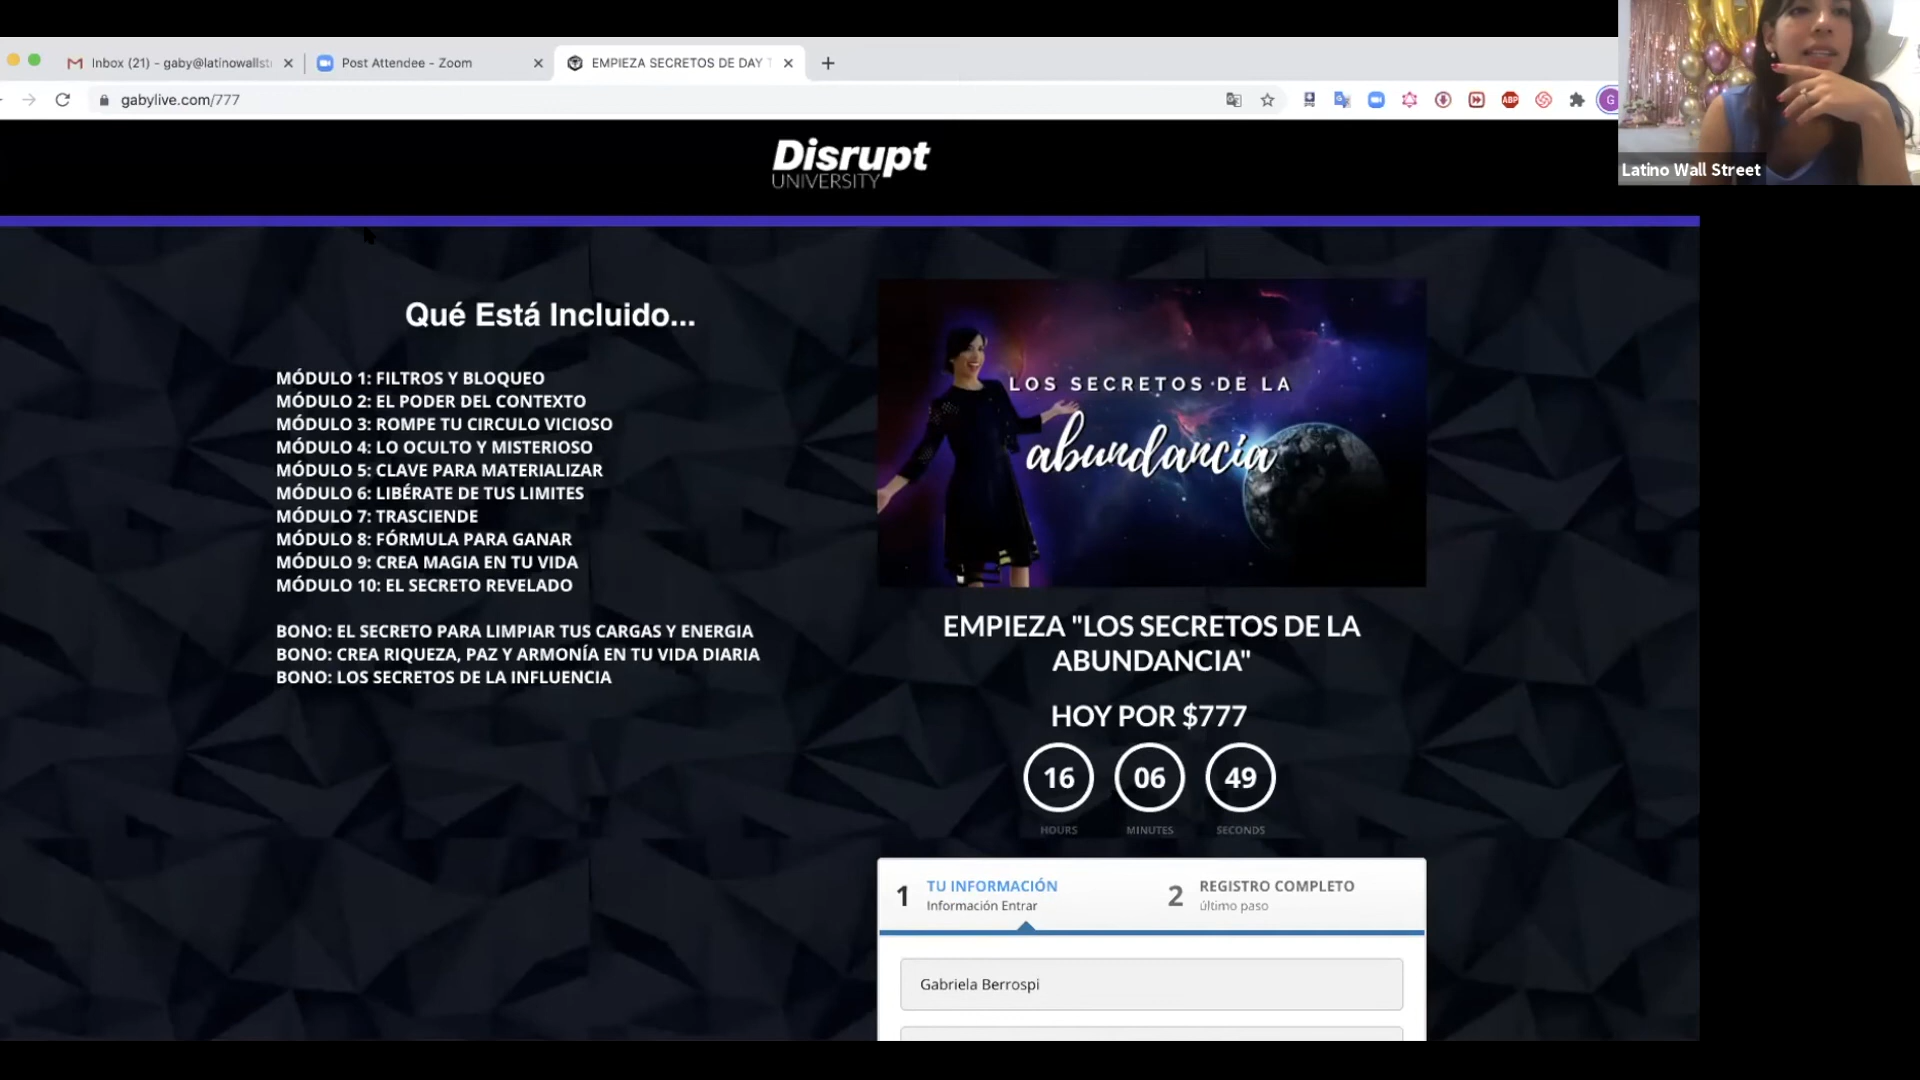 Inbox (21) - gaby@latinowallst
Post Attendee - Zoom
EMPIEZA SECRETOS DE DAY T
gabylive.com/777
ABP
G
Latino Wall Street
Disrupt
UNIVERSITY
Qué Está Incluido...
MÓDULO 1: FILTROS Y BLOQUEO
MÓDULO 2: EL PODER DEL CONTEXTO
MÓDULO 3: ROMPE TU CIRCULO VICIOSO
MÓDULO 4: LO OCULTO Y MISTERIOSO
MÓDULO 5: CLAVE PARA MATERIALIZAR
MÓDULO 6: LIBÉRATE DE TUS LIMITES
MÓDULO 7: TRASCIENDE
MÓDULO 8: FÓRMULA PARA GANAR
MÓDULO 9: CREA MAGIA EN TU VIDA
MÓDULO 10: EL SECRETO REVELADO
BONO: EL SECRETO PARA LIMPIAR TUS CARGAS Y ENERGIA
BONO: CREA RIQUEZA, PAZ Y ARMONÍA EN TU VIDA DIARIA
BONO: LOS SECRETOS DE LA INFLUENCIA
LOS SECRETOS DE LA
abundancia
EMPIEZA "LOS SECRETOS DE LA
ABUNDANCIA"
HOY POR $777
16 06 49
HOURS MINUTES SECONDS
1 TU INFORMACIÓN
Información Entrar
2 REGISTRO COMPLETO
último paso
Gabriela Berrospi